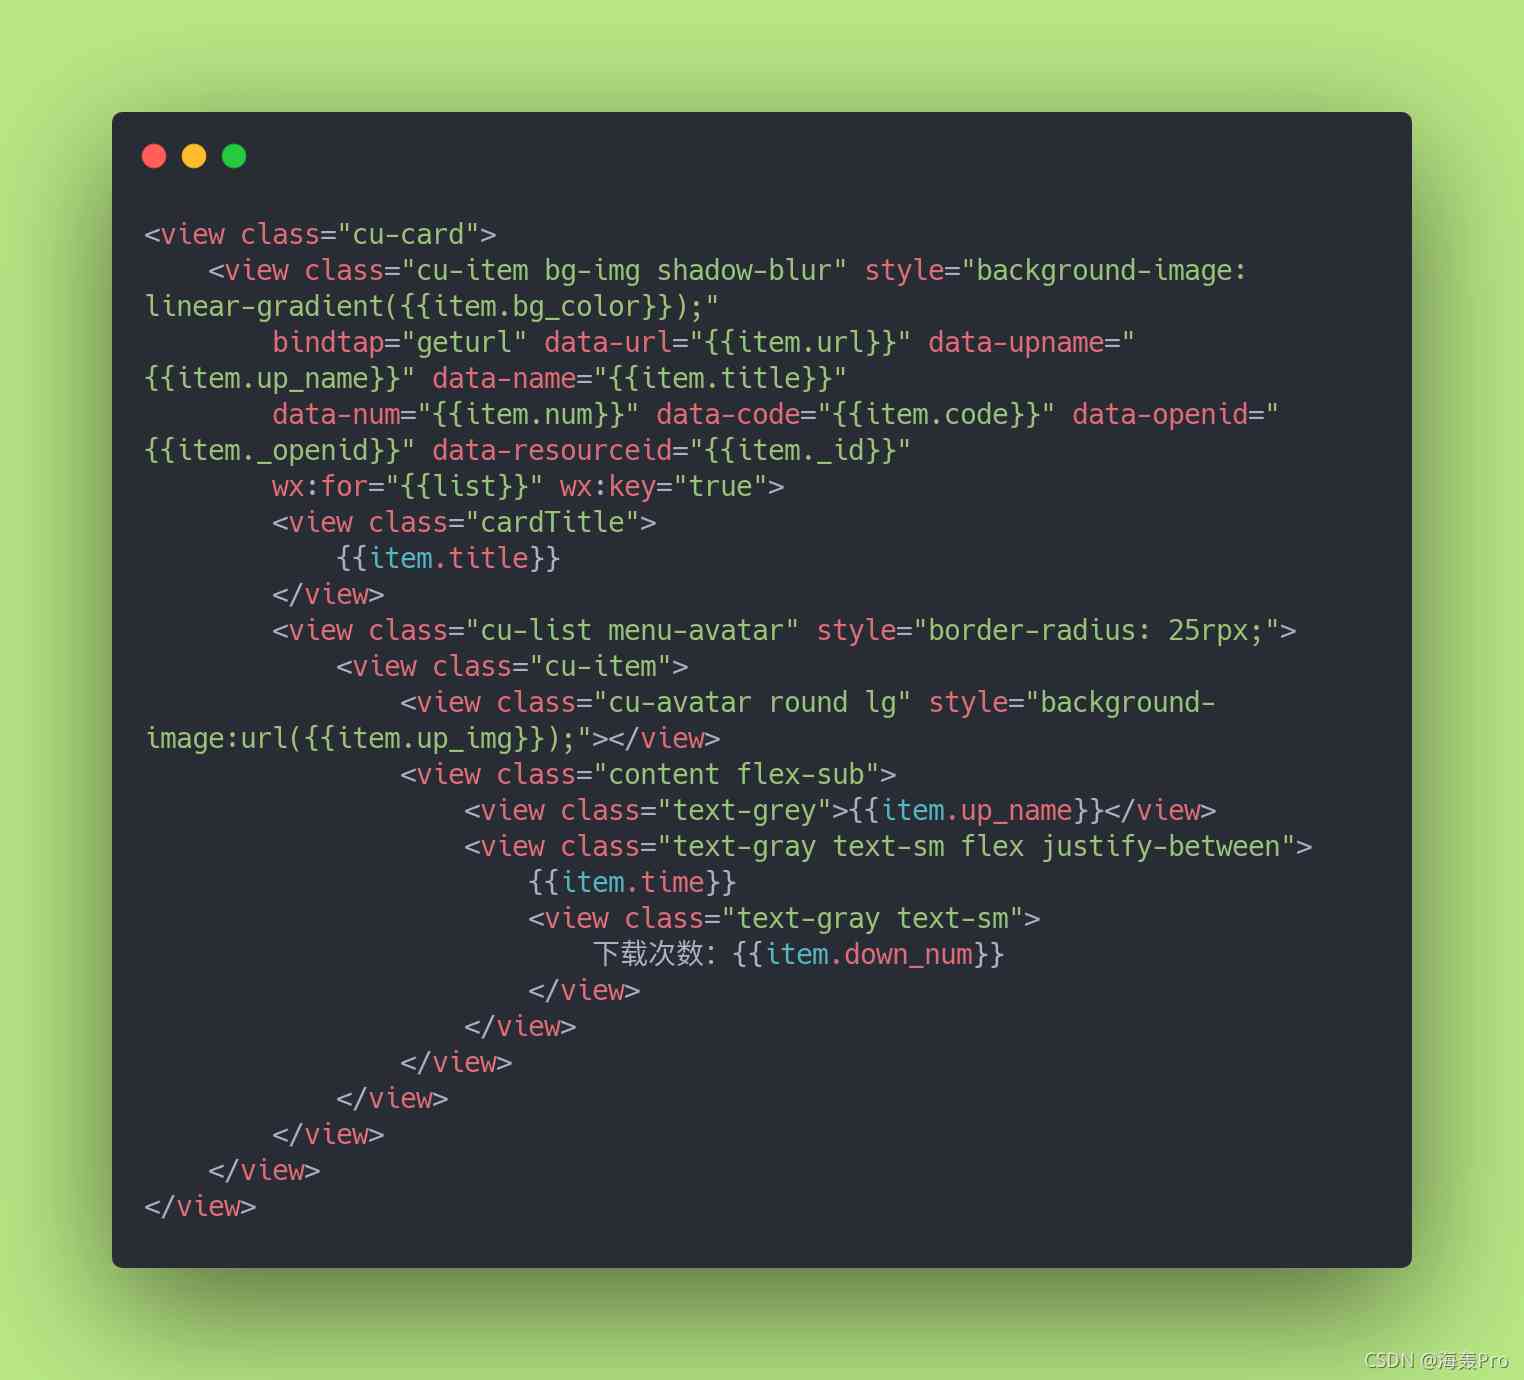 <view class="cu-card">
    <view class="cu-item bg-img shadow-blur" style="background-image:
linear-gradient({{item.bg_color}});"
        bindtap="geturl" data-url="{{item.url}}" data-upname="
{{item.up_name}}" data-name="{{item.title}}"
        data-num="{{item.num}}" data-code="{{item.code}}" data-openid="
{{item._openid}}" data-resourceid="{{item._id}}"
        wx:for="{{list}}" wx:key="true">
        <view class="cardTitle">
            {{item.title}}
        </view>
        <view class="cu-list menu-avatar" style="border-radius: 25rpx;">
            <view class="cu-item">
                <view class="cu-avatar round lg" style="background-
image:url({{item.up_img}});"></view>
                <view class="content flex-sub">
                    <view class="text-grey">{{item.up_name}}</view>
                    <view class="text-gray text-sm flex justify-between">
                        {{item.time}}
                        <view class="text-gray text-sm">
                            下载次数：{{item.down_num}}
                        </view>
                    </view>
                </view>
            </view>
        </view>
    </view>
</view>
CSDN @海轰Pro